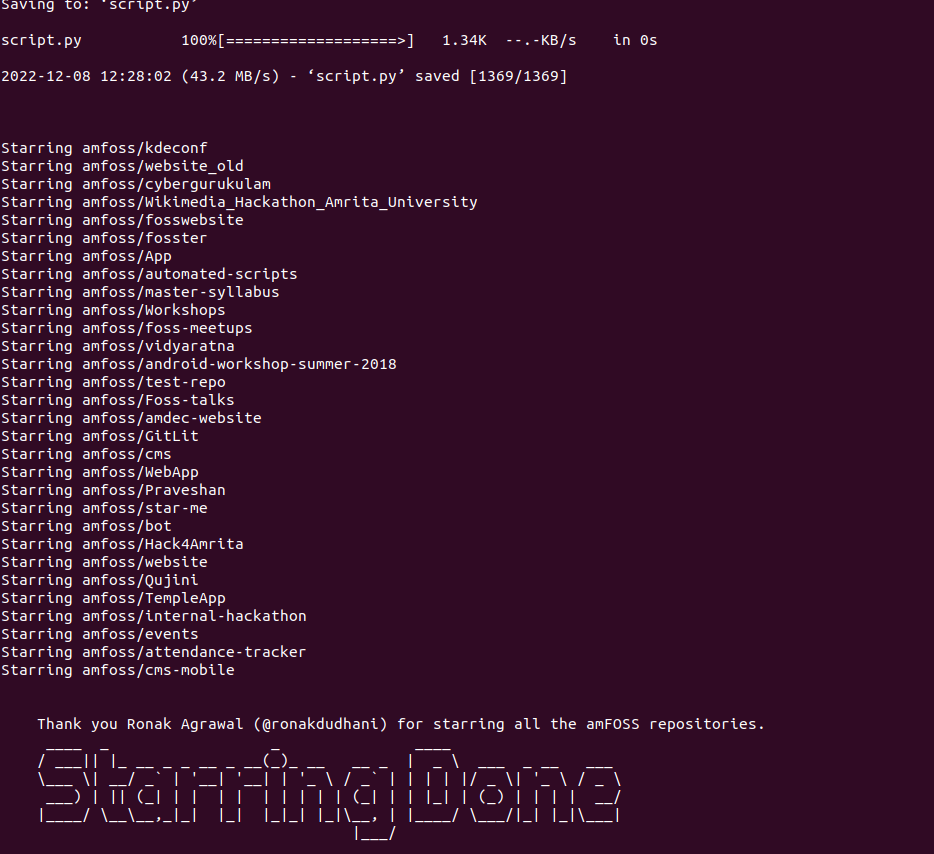 Saving to: ‘script.py’
script.py 100%[===================>] 1.34K --.-KB/s in 0s
2022-12-08 12:28:02 (43.2 MB/s) - ‘script.py’ saved [1369/1369]
Starring amfoss/kdeconf
Starring amfoss/website_old
Starring amfoss/cybergurukulam
Starring amfoss/Wikimedia_Hackathon_Amrita_University
Starring amfoss/fosswebsite
Starring amfoss/fosster
Starring amfoss/App
Starring amfoss/automated-scripts
Starring amfoss/master-syllabus
Starring amfoss/Workshops
Starring amfoss/foss-meetups
Starring amfoss/vidyaratna
Starring amfoss/android-workshop-summer-2018
Starring amfoss/test-repo
Starring amfoss/Foss-talks
Starring amfoss/amdec-website
Starring amfoss/GitLit
Starring amfoss/cms
Starring amfoss/WebApp
Starring amfoss/Praveshan
Starring amfoss/star-me
Starring amfoss/bot
Starring amfoss/Hack4Amrita
Starring amfoss/website
Starring amfoss/Qujini
Starring amfoss/TempleApp
Starring amfoss/internal-hackathon
Starring amfoss/events
Starring amfoss/attendance-tracker
Starring amfoss/cms-mobile
Thank you Ronak Agrawal (@ronakdudhani) for starring all the amFOSS repositories.
Starring Done